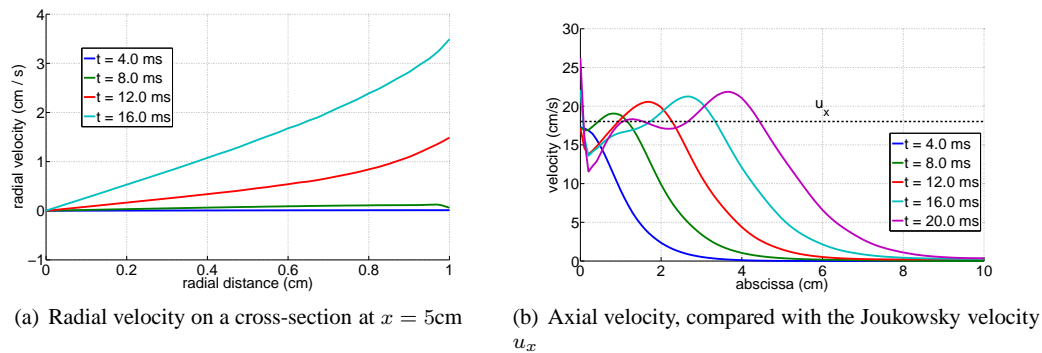 4
3
2
1
0
−1
0
0.2
0.4
0.6
0.8
1
radial velocity (cm / s)
radial distance (cm)
t = 4.0 ms
t = 8.0 ms
t = 12.0 ms
t = 16.0 ms
(a) Radial velocity on a cross-section at x = 5cm
30
25
20
15
10
5
0
0
2
4
6
8
10
velocity (cm/s)
abscissa (cm)
u_x
t = 4.0 ms
t = 8.0 ms
t = 12.0 ms
t = 16.0 ms
t = 20.0 ms
(b) Axial velocity, compared with the Joukowsky velocity
u_x